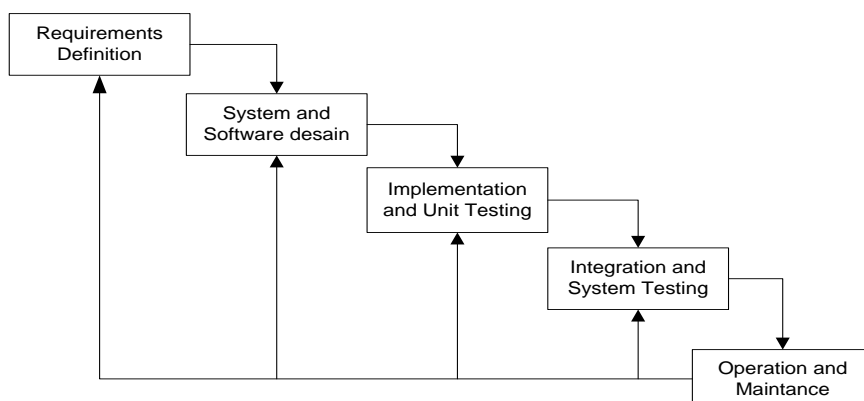 Requirements
Definition
System and
Software desain
Implementation
and Unit Testing
Integration and
System Testing
Operation and
Maintance